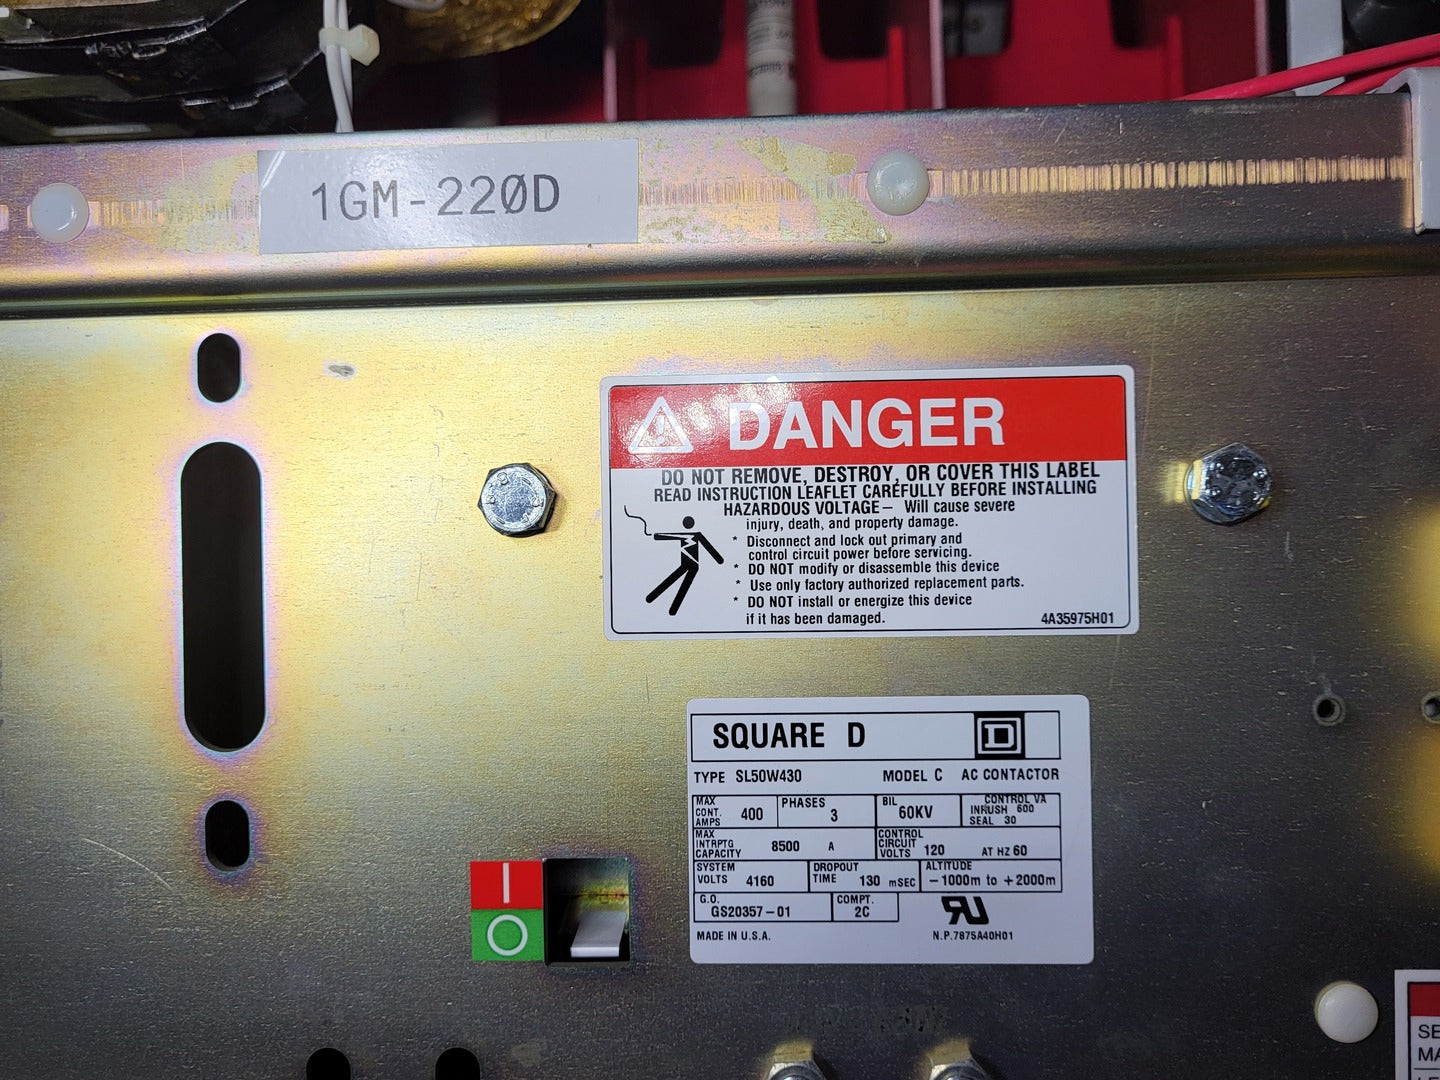 1GM-220D
DANGER
DO NOT REMOVE, DESTROY, OR COVER THIS LABEL
READ INSTRUCTION LEAFLET CAREFULLY BEFORE INSTALLING
HAZARDOUS VOLTAGE – Will cause severe
injury, death, and property damage.
* Disconnect and lock out primary and
control circuit power before servicing.
* DO NOT modify or disassemble this device
* Use only factory authorized replacement parts.
* DO NOT install or energize this device
if it has been damaged.
4A35975H01
SQUARE D
TYPE SL50W430 MODEL C AC CONTACTOR
MAX CONT. AMPS 400 PHASES 3 BIL 60KV CONTROL VA INRUSH 600 SEAL 30
MAX INTRPTG CAPACITY 8500 A CONTROL CIRCUIT VOLTS 120 AT HZ 60
SYSTEM VOLTS 4160 DROPOUT TIME 130 mSEC ALTITUDE -1000m to +2000m
G.O. GS20357-01 COMPT. 2C
MADE IN U.S.A. N.P.7875A40H01
I
O
SE
MA